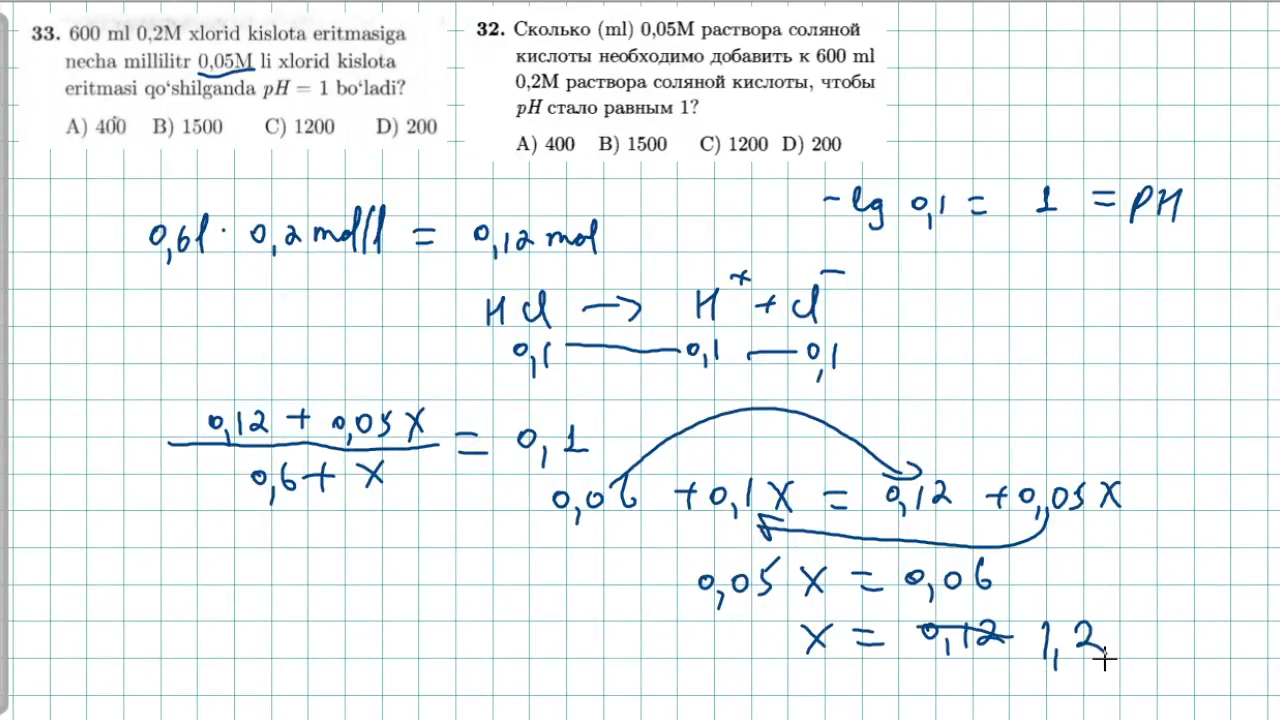 33. 600 ml 0,2M xlorid kislota eritmasiga
necha millilitr 0,05M li xlorid kislota
eritmasi qo‘shilganda pH = 1 bo‘ladi?
A) 400 B) 1500 C) 1200 D) 200
32. Сколько (ml) 0,05M раствора соляной
кислоты необходимо добавить к 600 ml
0,2M раствора соляной кислоты, чтобы
pH стало равным 1?
A) 400 B) 1500 C) 1200 D) 200
-lg 0,1 = 1 = PH
0,6l · 0,2 mol/l = 0,12 mol
HCl → H⁺ + Cl⁻
0,1 — 0,1 — 0,1
0,12 + 0,05X
0,6 + X
= 0,1
0,06 + 0,1X = 0,12 + 0,05X
0,05X = 0,06
X = 0,12 1,2